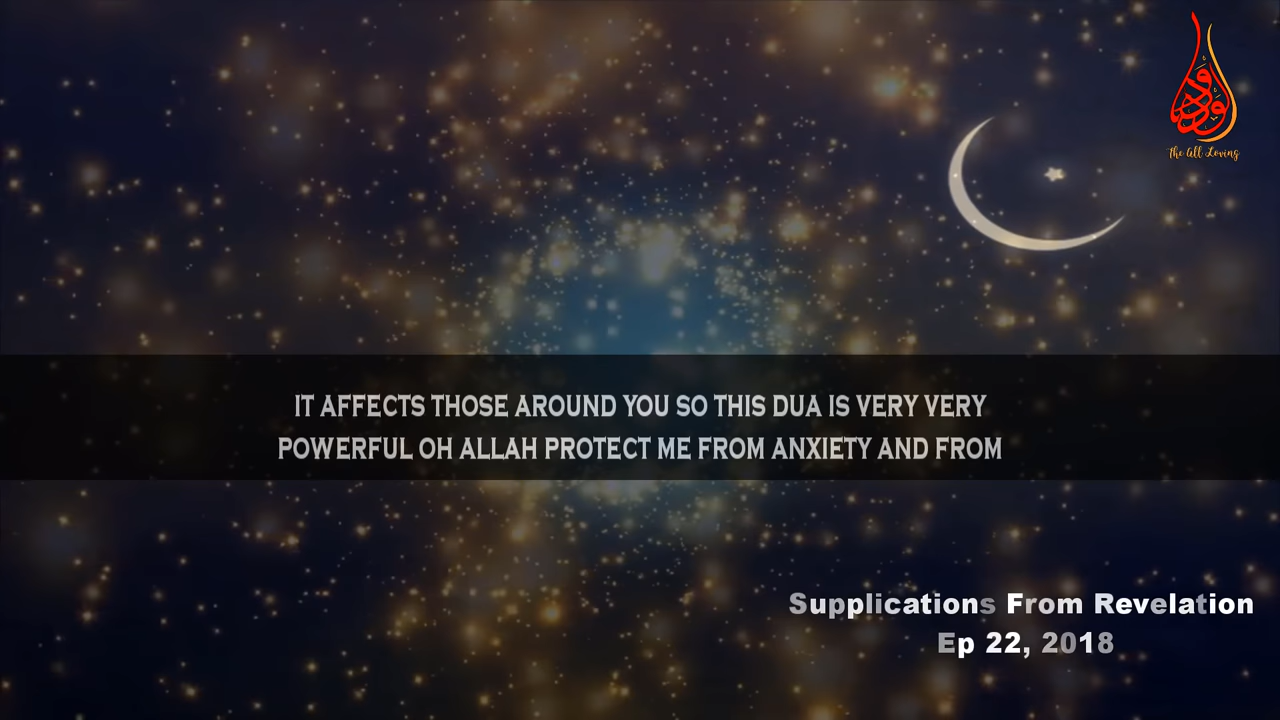 الودود
The All Loving
IT AFFECTS THOSE AROUND YOU SO THIS DUA IS VERY VERY
POWERFUL OH ALLAH PROTECT ME FROM ANXIETY AND FROM
Supplications From Revelation
Ep 22, 2018